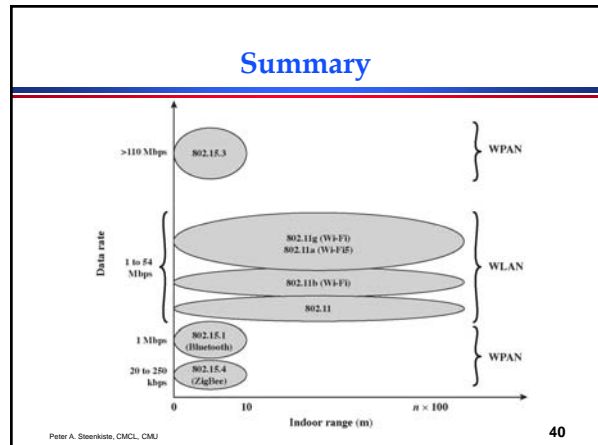 Summary
>110 Mbps
802.15.3
WPAN
Data rate
1 to 54
Mbps
802.11g (Wi-Fi)
802.11a (Wi-Fi5)
802.11b (Wi-Fi)
802.11
WLAN
1 Mbps
802.15.1
(Bluetooth)
20 to 250
kbps
802.15.4
(ZigBee)
WPAN
0
10
n × 100
Indoor range (m)
Peter A. Steenkiste, CMCL, CMU
40